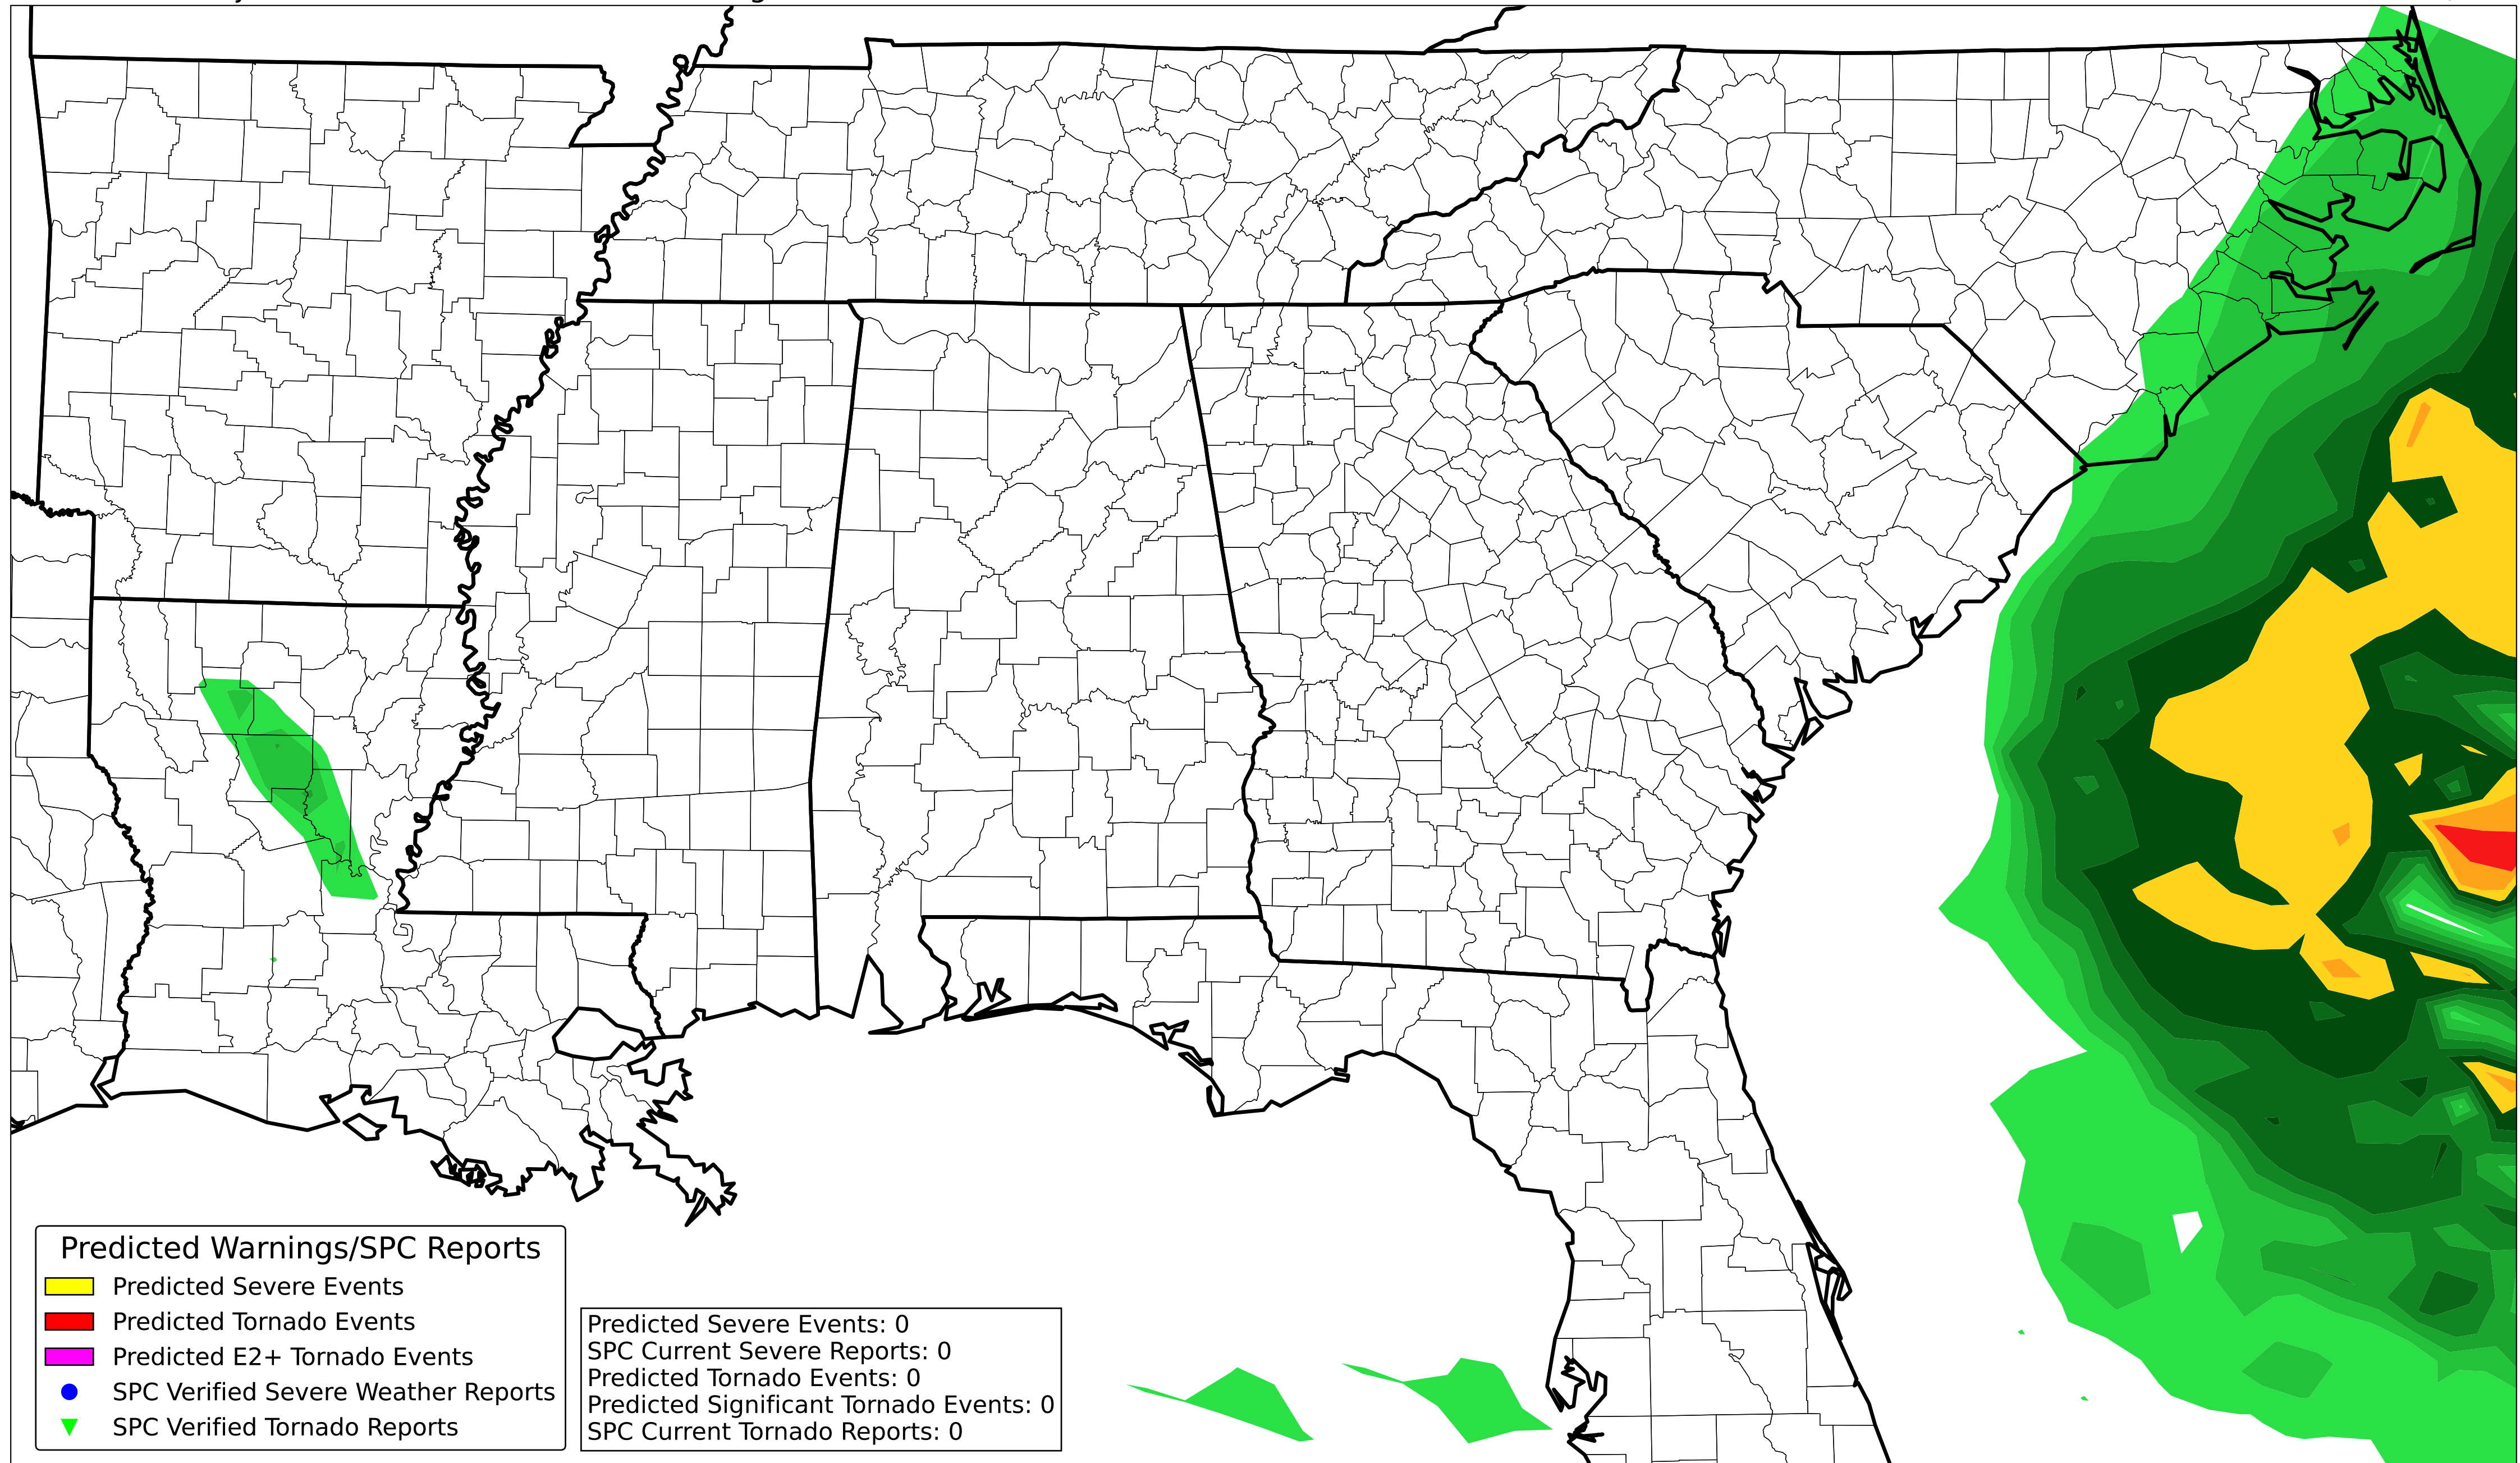 Predicted Warnings/SPC Reports
Predicted Severe Events
Predicted Tornado Events
Predicted E2+ Tornado Events
SPC Verified Severe Weather Reports
SPC Verified Tornado Reports
Predicted Severe Events: 0
SPC Current Severe Reports: 0
Predicted Tornado Events: 0
Predicted Significant Tornado Events: 0
SPC Current Tornado Reports: 0